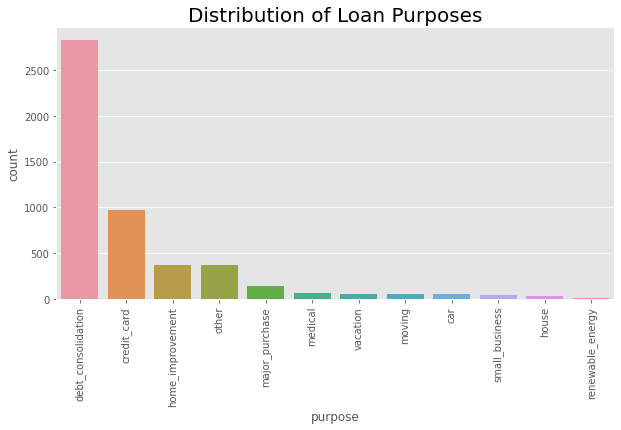 Distribution of Loan Purposes
count
2500
2000
1500
1000
500
0
debt_consolidation
credit_card
home_improvement
other
major_purchase
medical
vacation
moving
car
small_business
house
renewable_energy
purpose